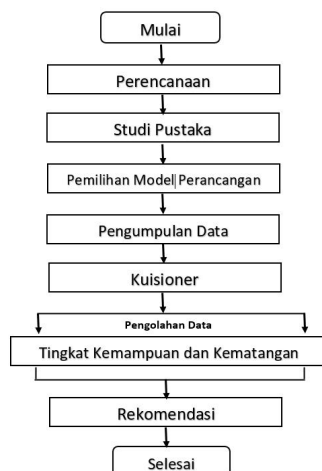 Mulai
Perencanaan
Studi Pustaka
Pemilihan Model Perancangan
Pengumpulan Data
Kuisioner
Pengolahan Data
Tingkat Kemampuan dan Kematangan
Rekomendasi
Selesai